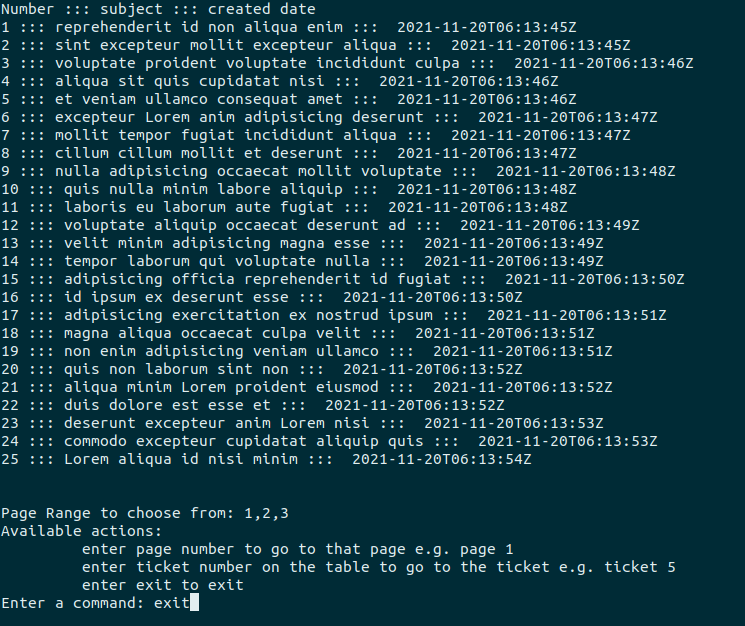 Number ::: subject ::: created date
1 ::: reprehenderit id non aliqua enim :::  2021-11-20T06:13:45Z
2 ::: sint excepteur mollit excepteur aliqua :::  2021-11-20T06:13:45Z
3 ::: voluptate proident voluptate incididunt culpa :::  2021-11-20T06:13:46Z
4 ::: aliqua sit quis cupidatat nisi :::  2021-11-20T06:13:46Z
5 ::: et veniam ullamco consequat amet :::  2021-11-20T06:13:46Z
6 ::: excepteur Lorem anim adipisicing deserunt :::  2021-11-20T06:13:47Z
7 ::: mollit tempor fugiat incididunt aliqua :::  2021-11-20T06:13:47Z
8 ::: cillum cillum mollit et deserunt :::  2021-11-20T06:13:47Z
9 ::: nulla adipisicing occaecat mollit voluptate :::  2021-11-20T06:13:48Z
10 ::: quis nulla minim labore aliquip :::  2021-11-20T06:13:48Z
11 ::: laboris eu laborum aute fugiat :::  2021-11-20T06:13:48Z
12 ::: voluptate aliquip occaecat deserunt ad :::  2021-11-20T06:13:49Z
13 ::: velit minim adipisicing magna esse :::  2021-11-20T06:13:49Z
14 ::: tempor laborum qui voluptate nulla :::  2021-11-20T06:13:49Z
15 ::: adipisicing officia reprehenderit id fugiat :::  2021-11-20T06:13:50Z
16 ::: id ipsum ex deserunt esse :::  2021-11-20T06:13:50Z
17 ::: adipisicing exercitation ex nostrud ipsum :::  2021-11-20T06:13:51Z
18 ::: magna aliqua occaecat culpa velit :::  2021-11-20T06:13:51Z
19 ::: non enim adipisicing veniam ullamco :::  2021-11-20T06:13:51Z
20 ::: quis non laborum sint non :::  2021-11-20T06:13:52Z
21 ::: aliqua minim Lorem proident eiusmod :::  2021-11-20T06:13:52Z
22 ::: duis dolore est esse et :::  2021-11-20T06:13:52Z
23 ::: deserunt excepteur anim Lorem nisi :::  2021-11-20T06:13:53Z
24 ::: commodo excepteur cupidatat aliquip quis :::  2021-11-20T06:13:53Z
25 ::: Lorem aliqua id nisi minim :::  2021-11-20T06:13:54Z
Page Range to choose from: 1,2,3
Available actions:
enter page number to go to that page e.g. page 1
enter ticket number on the table to go to the ticket e.g. ticket 5
enter exit to exit
Enter a command: exit